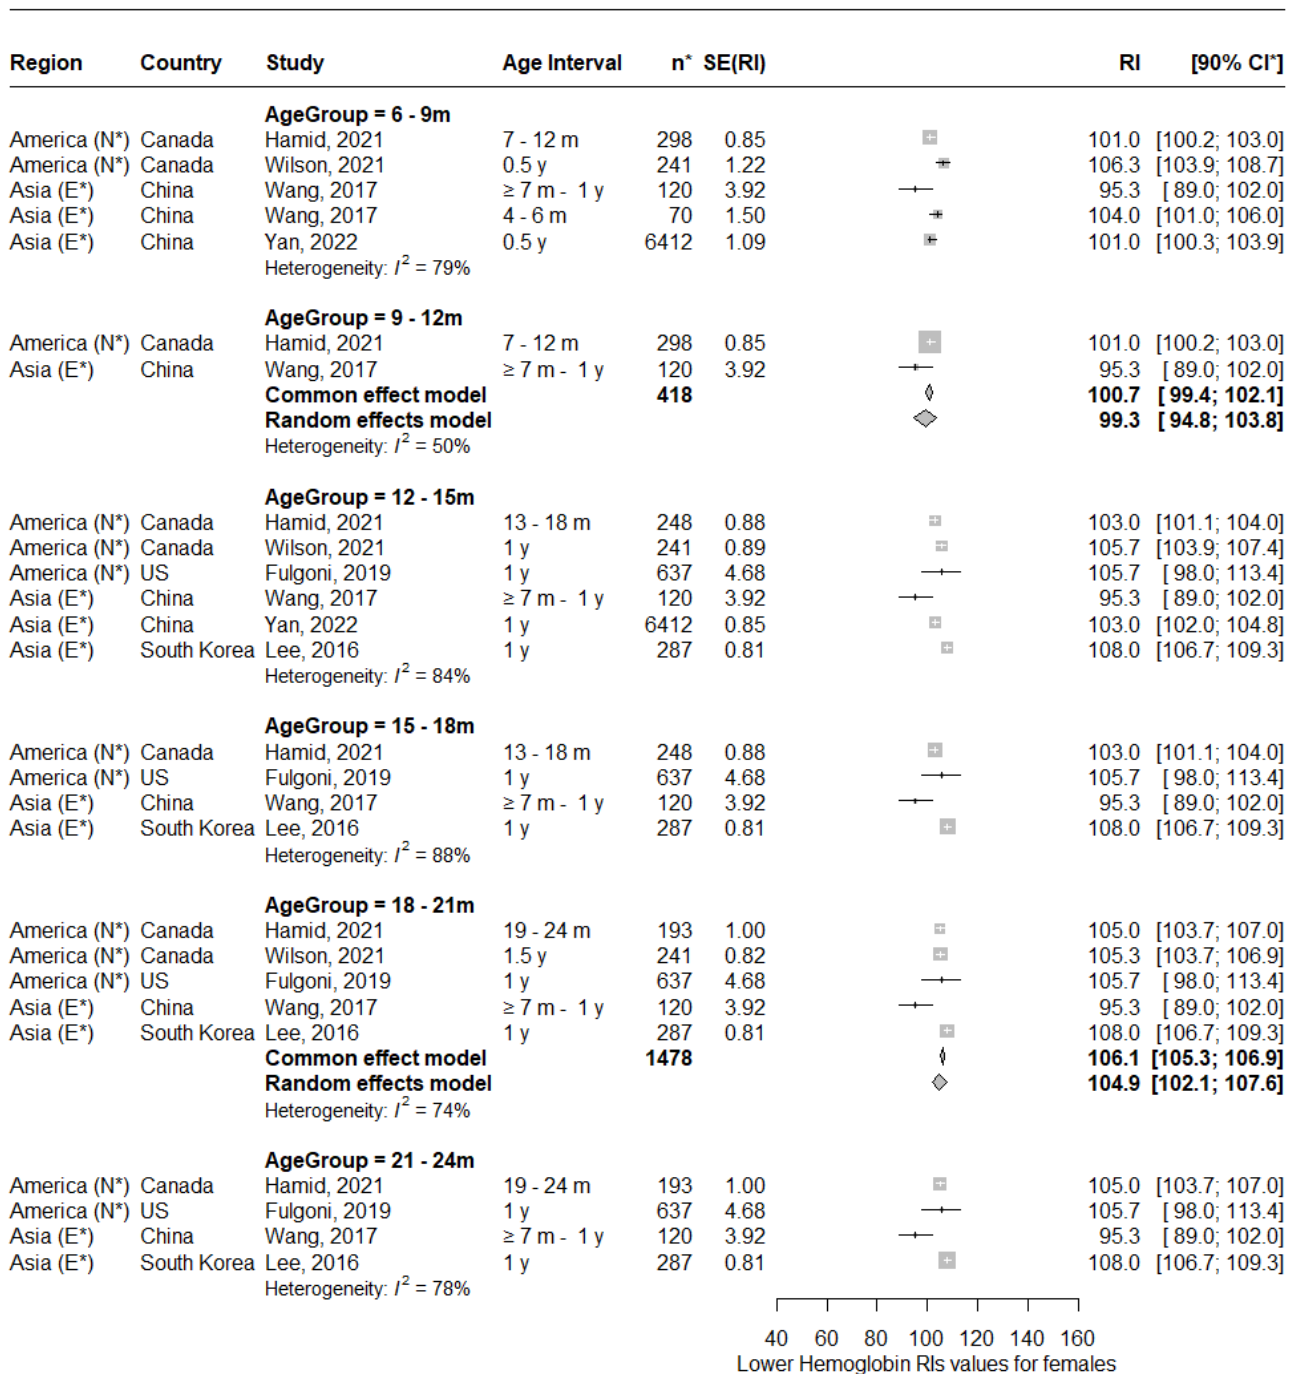 Region Country Study Age Interval n* SE(RI) RI [90% CI*]
AgeGroup = 6 - 9m
America (N*) Canada Hamid, 2021 7 - 12 m 298 0.85 101.0 [100.2; 103.0]
America (N*) Canada Wilson, 2021 0.5 y 241 1.22 106.3 [103.9; 108.7]
Asia (E*) China Wang, 2017 ≥ 7 m - 1 y 120 3.92 95.3 [ 89.0; 102.0]
Asia (E*) China Wang, 2017 4 - 6 m 70 1.50 104.0 [101.0; 106.0]
Asia (E*) China Yan, 2022 0.5 y 6412 1.09 101.0 [100.3; 103.9]
Heterogeneity: I² = 79%
AgeGroup = 9 - 12m
America (N*) Canada Hamid, 2021 7 - 12 m 298 0.85 101.0 [100.2; 103.0]
Asia (E*) China Wang, 2017 ≥ 7 m - 1 y 120 3.92 95.3 [ 89.0; 102.0]
Common effect model 418 100.7 [ 99.4; 102.1]
Random effects model 99.3 [ 94.8; 103.8]
Heterogeneity: I² = 50%
AgeGroup = 12 - 15m
America (N*) Canada Hamid, 2021 13 - 18 m 248 0.88 103.0 [101.1; 104.0]
America (N*) Canada Wilson, 2021 1 y 241 0.89 105.7 [103.9; 107.4]
America (N*) US Fulgoni, 2019 1 y 637 4.68 105.7 [ 98.0; 113.4]
Asia (E*) China Wang, 2017 ≥ 7 m - 1 y 120 3.92 95.3 [ 89.0; 102.0]
Asia (E*) China Yan, 2022 1 y 6412 0.85 103.0 [102.0; 104.8]
Asia (E*) South Korea Lee, 2016 1 y 287 0.81 108.0 [106.7; 109.3]
Heterogeneity: I² = 84%
AgeGroup = 15 - 18m
America (N*) Canada Hamid, 2021 13 - 18 m 248 0.88 103.0 [101.1; 104.0]
America (N*) US Fulgoni, 2019 1 y 637 4.68 105.7 [ 98.0; 113.4]
Asia (E*) China Wang, 2017 ≥ 7 m - 1 y 120 3.92 95.3 [ 89.0; 102.0]
Asia (E*) South Korea Lee, 2016 1 y 287 0.81 108.0 [106.7; 109.3]
Heterogeneity: I² = 88%
AgeGroup = 18 - 21m
America (N*) Canada Hamid, 2021 19 - 24 m 193 1.00 105.0 [103.7; 107.0]
America (N*) Canada Wilson, 2021 1.5 y 241 0.82 105.3 [103.7; 106.9]
America (N*) US Fulgoni, 2019 1 y 637 4.68 105.7 [ 98.0; 113.4]
Asia (E*) China Wang, 2017 ≥ 7 m - 1 y 120 3.92 95.3 [ 89.0; 102.0]
Asia (E*) South Korea Lee, 2016 1 y 287 0.81 108.0 [106.7; 109.3]
Common effect model 1478 106.1 [105.3; 106.9]
Random effects model 104.9 [102.1; 107.6]
Heterogeneity: I² = 74%
AgeGroup = 21 - 24m
America (N*) Canada Hamid, 2021 19 - 24 m 193 1.00 105.0 [103.7; 107.0]
America (N*) US Fulgoni, 2019 1 y 637 4.68 105.7 [ 98.0; 113.4]
Asia (E*) China Wang, 2017 ≥ 7 m - 1 y 120 3.92 95.3 [ 89.0; 102.0]
Asia (E*) South Korea Lee, 2016 1 y 287 0.81 108.0 [106.7; 109.3]
Heterogeneity: I² = 78%
40 60 80 100 120 140 160
Lower Hemoglobin RIs values for females